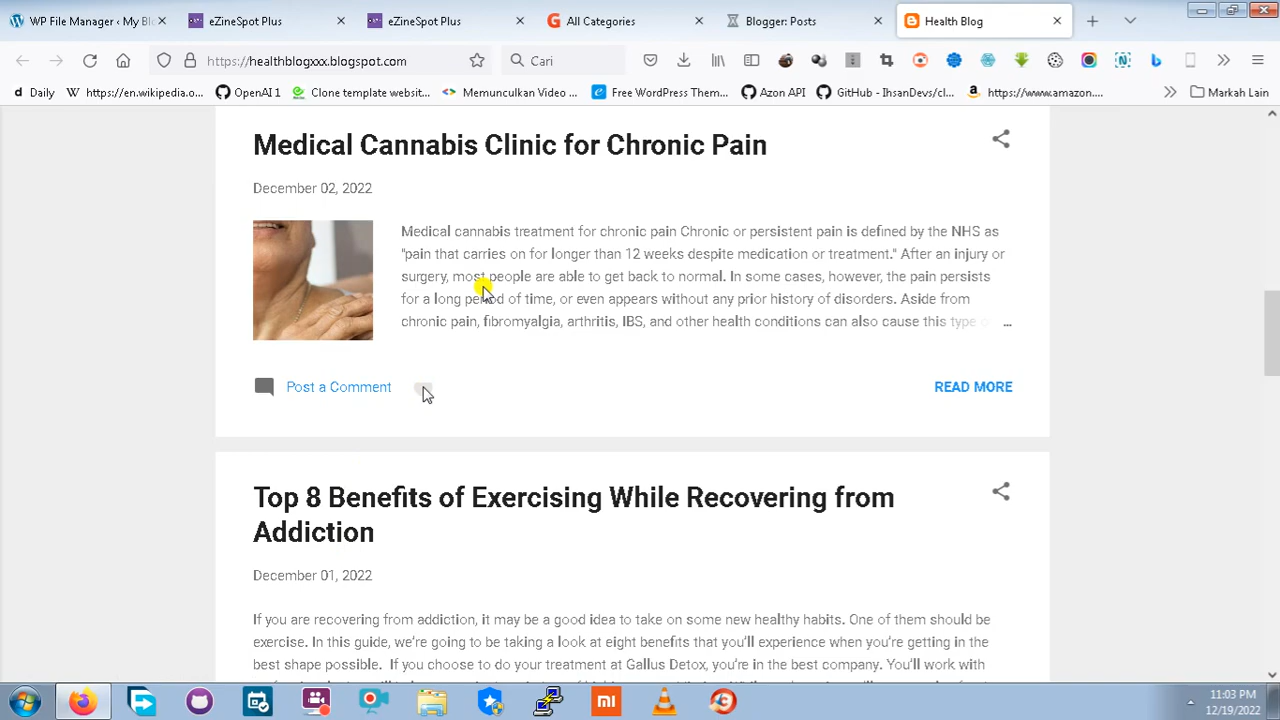 WP File Manager ‹ My Bl
eZineSpot Plus
eZineSpot Plus
All Categories
Blogger: Posts
Health Blog
https://healthblogxxx.blogspot.com
Cari
Daily
https://en.wikipedia.o...
OpenAI 1
Clone template websit...
Memunculkan Video ...
Free WordPress Them...
Azon API
GitHub - IhsanDevs/cl...
https://www.amazon....
Markah Lain
Medical Cannabis Clinic for Chronic Pain
December 02, 2022
Medical cannabis treatment for chronic pain Chronic or persistent pain is defined by the NHS as
"pain that carries on for longer than 12 weeks despite medication or treatment." After an injury or
surgery, most people are able to get back to normal. In some cases, however, the pain persists
for a long period of time, or even appears without any prior history of disorders. Aside from
chronic pain, fibromyalgia, arthritis, IBS, and other health conditions can also cause this type o ...
Post a Comment
READ MORE
Top 8 Benefits of Exercising While Recovering from
Addiction
December 01, 2022
If you are recovering from addiction, it may be a good idea to take on some new healthy habits. One of them should be
exercise. In this guide, we're going to be taking a look at eight benefits that you'll experience when you're getting in the
best shape possible. If you choose to do your treatment at Gallus Detox, you're in the best company. You'll work with
11:03 PM
12/19/2022